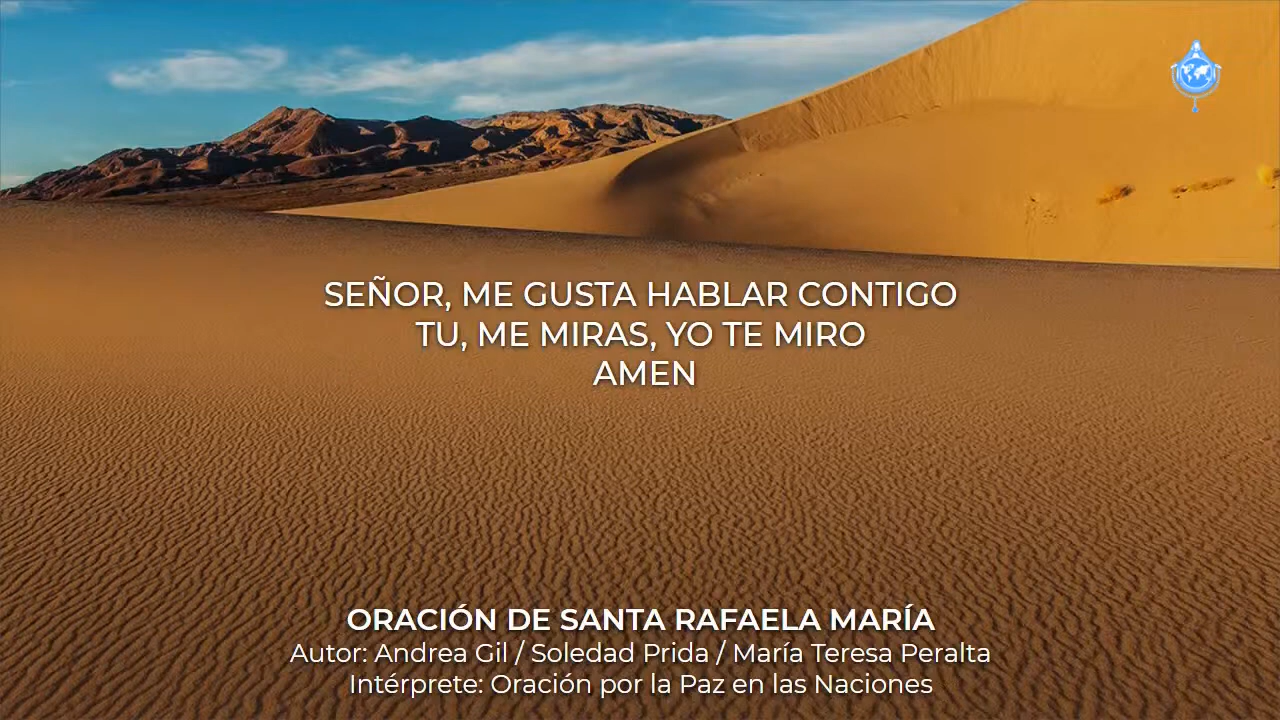 SEÑOR, ME GUSTA HABLAR CONTIGO
TU, ME MIRAS, YO TE MIRO
AMEN
ORACIÓN DE SANTA RAFAELA MARÍA
Autor: Andrea Gil / Soledad Prida / María Teresa Peralta
Intérprete: Oración por la Paz en las Naciones